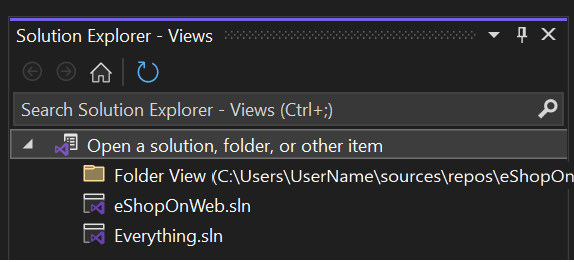 Solution Explorer - Views
Search Solution Explorer - Views (Ctrl+;)
Open a solution, folder, or other item
Folder View (C:\Users\UserName\sources\repos\eShopOn
eShopOnWeb.sln
Everything.sln